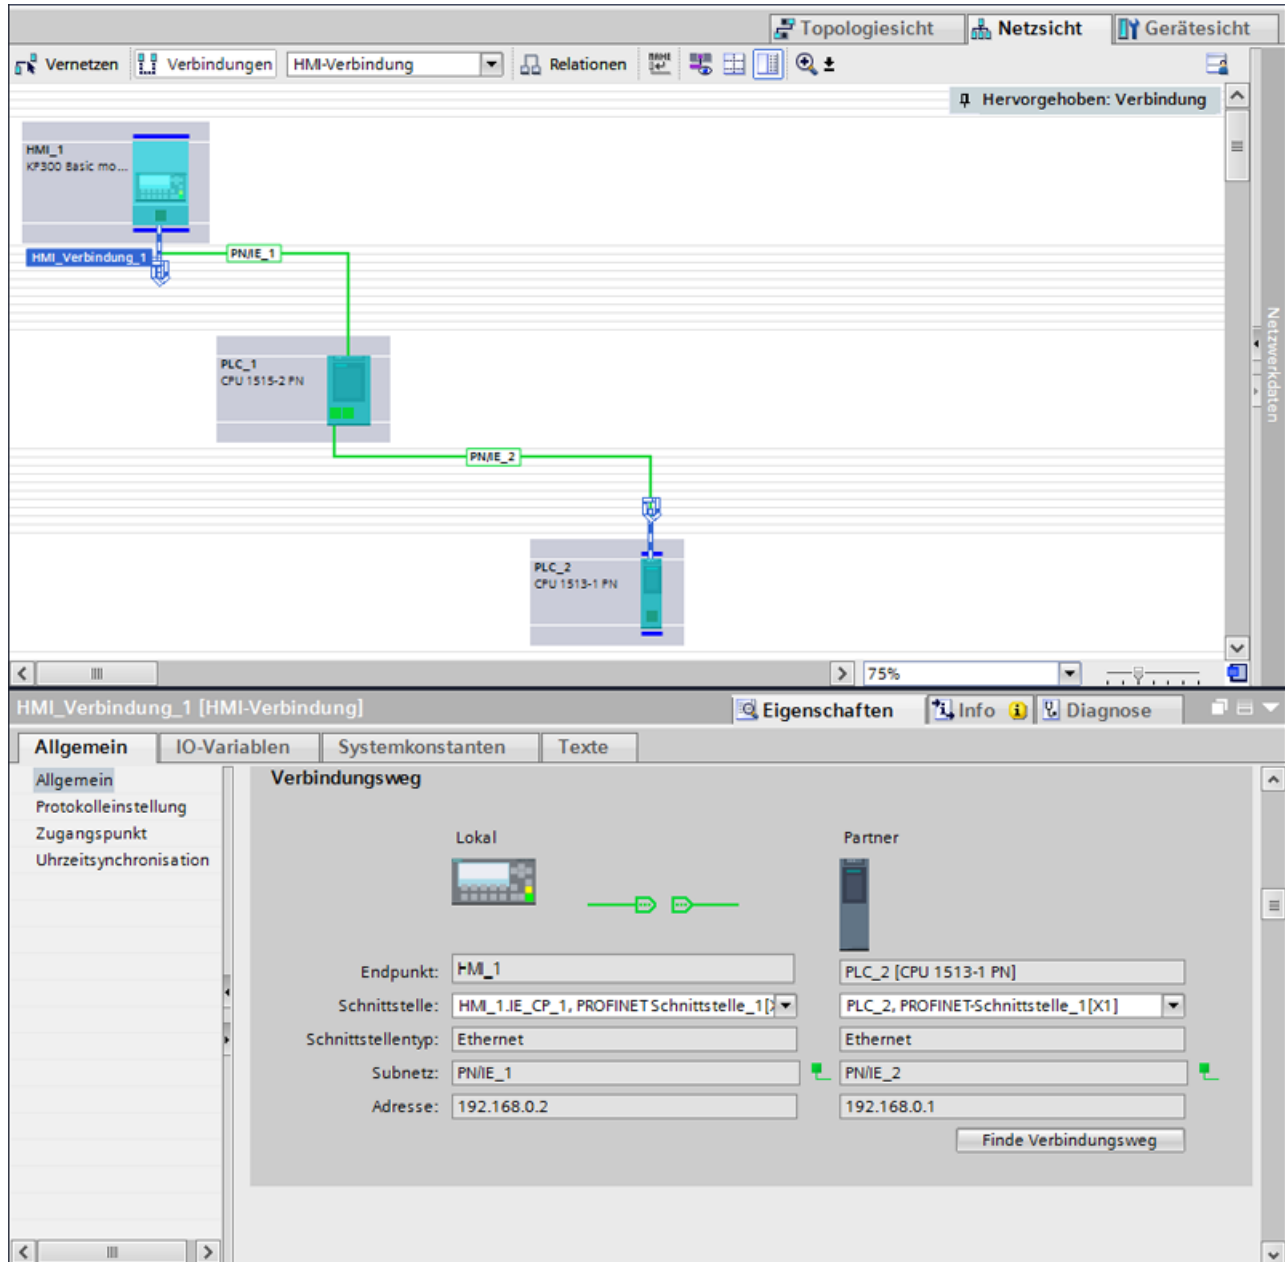 Topologiesicht Netzsicht Gerätesicht
Vernetzen Verbindungen HMI-Verbindung Relationen
Hervorgehoben: Verbindung
HMI_1
KP300 Basic mo...
HMI_Verbindung_1 PN/IE_1
PLC_1
CPU 1515-2 PN
PN/IE_2
PLC_2
CPU 1513-1 PN
Netzwerkdaten
75%
HMI_Verbindung_1 [HMI-Verbindung] Eigenschaften Info Diagnose
Allgemein IO-Variablen Systemkonstanten Texte
Allgemein
Protokolleinstellung
Zugangspunkt
Uhrzeitsynchronisation
Verbindungsweg
Lokal Partner
Endpunkt: HMI_1 PLC_2 [CPU 1513-1 PN]
Schnittstelle: HMI_1.IE_CP_1, PROFINET Schnittstelle_1[ PLC_2, PROFINET-Schnittstelle_1[X1]
Schnittstellentyp: Ethernet Ethernet
Subnetz: PN/IE_1 PN/IE_2
Adresse: 192.168.0.2 192.168.0.1
Finde Verbindungsweg